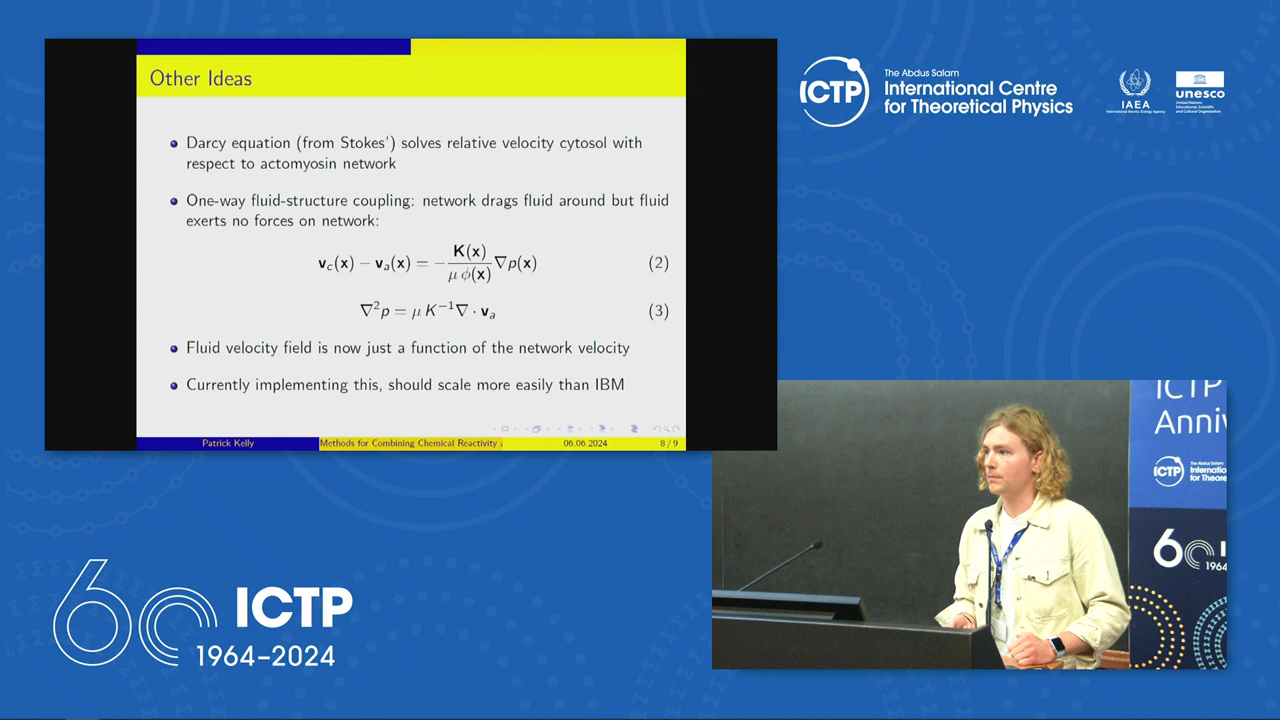 Other Ideas
Darcy equation (from Stokes') solves relative velocity cytosol with
respect to actomyosin network
One-way fluid-structure coupling: network drags fluid around but fluid
exerts no forces on network:
v_c(x) − v_a(x) = − K(x) / μ φ(x) ∇p(x) (2)
∇²p = μ K⁻¹∇ · v_a (3)
Fluid velocity field is now just a function of the network velocity
Currently implementing this, should scale more easily than IBM
Patrick Kelly
Methods for Combining Chemical Reactivity
06.06.2024
8 / 9
ICTP
The Abdus Salam
International Centre
for Theoretical Physics
IAEA
International Atomic Energy Agency
unesco
United Nations
Educational, Scientific
and Cultural Organization
ICTP
Anniv
ICTP
The Abdus Salam
Internatio
for Theore
60
1964
60 ICTP
1964–2024